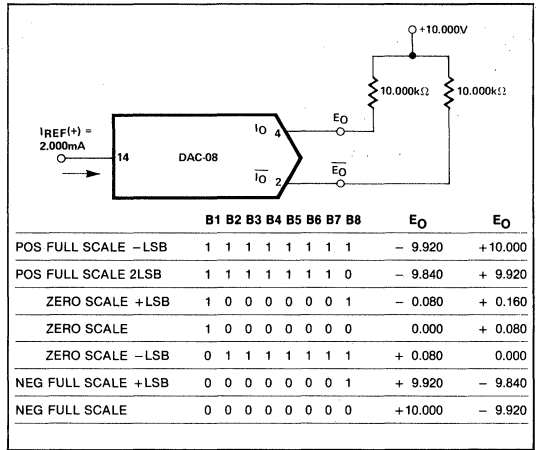 +10.000V
10.000kΩ 10.000kΩ
IREF(+) =
2.000mA
14 DAC-08
IO 4 EO
IO 2 EO
B1 B2 B3 B4 B5 B6 B7 B8 EO EO
POS FULL SCALE −LSB 1 1 1 1 1 1 1 1 − 9.920 +10.000
POS FULL SCALE 2LSB 1 1 1 1 1 1 1 0 − 9.840 + 9.920
ZERO SCALE +LSB 1 0 0 0 0 0 0 1 − 0.080 + 0.160
ZERO SCALE 1 0 0 0 0 0 0 0 0.000 + 0.080
ZERO SCALE −LSB 0 1 1 1 1 1 1 1 + 0.080 0.000
NEG FULL SCALE +LSB 0 0 0 0 0 0 0 1 + 9.920 − 9.840
NEG FULL SCALE 0 0 0 0 0 0 0 0 +10.000 − 9.920